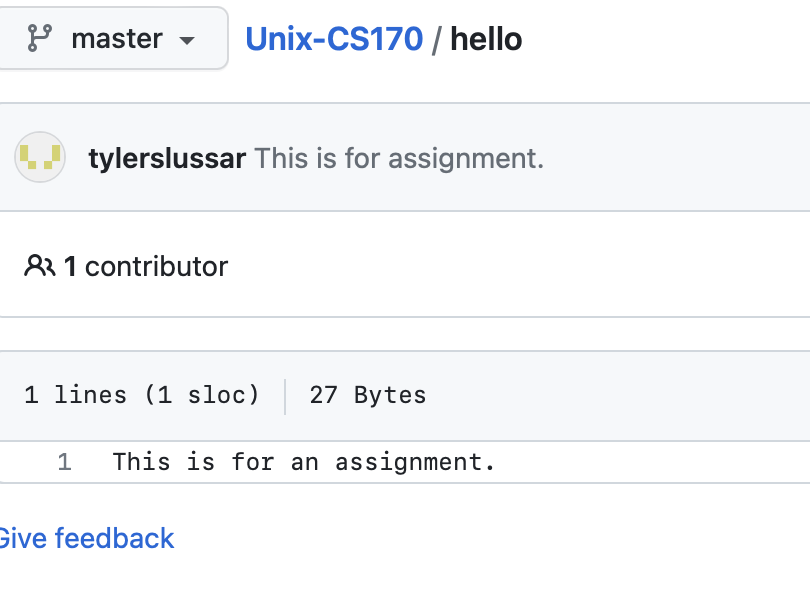 master
Unix-CS170 / hello
tylerslussar This is for assignment.
1 contributor
1 lines (1 sloc) 27 Bytes
1 This is for an assignment.
Give feedback